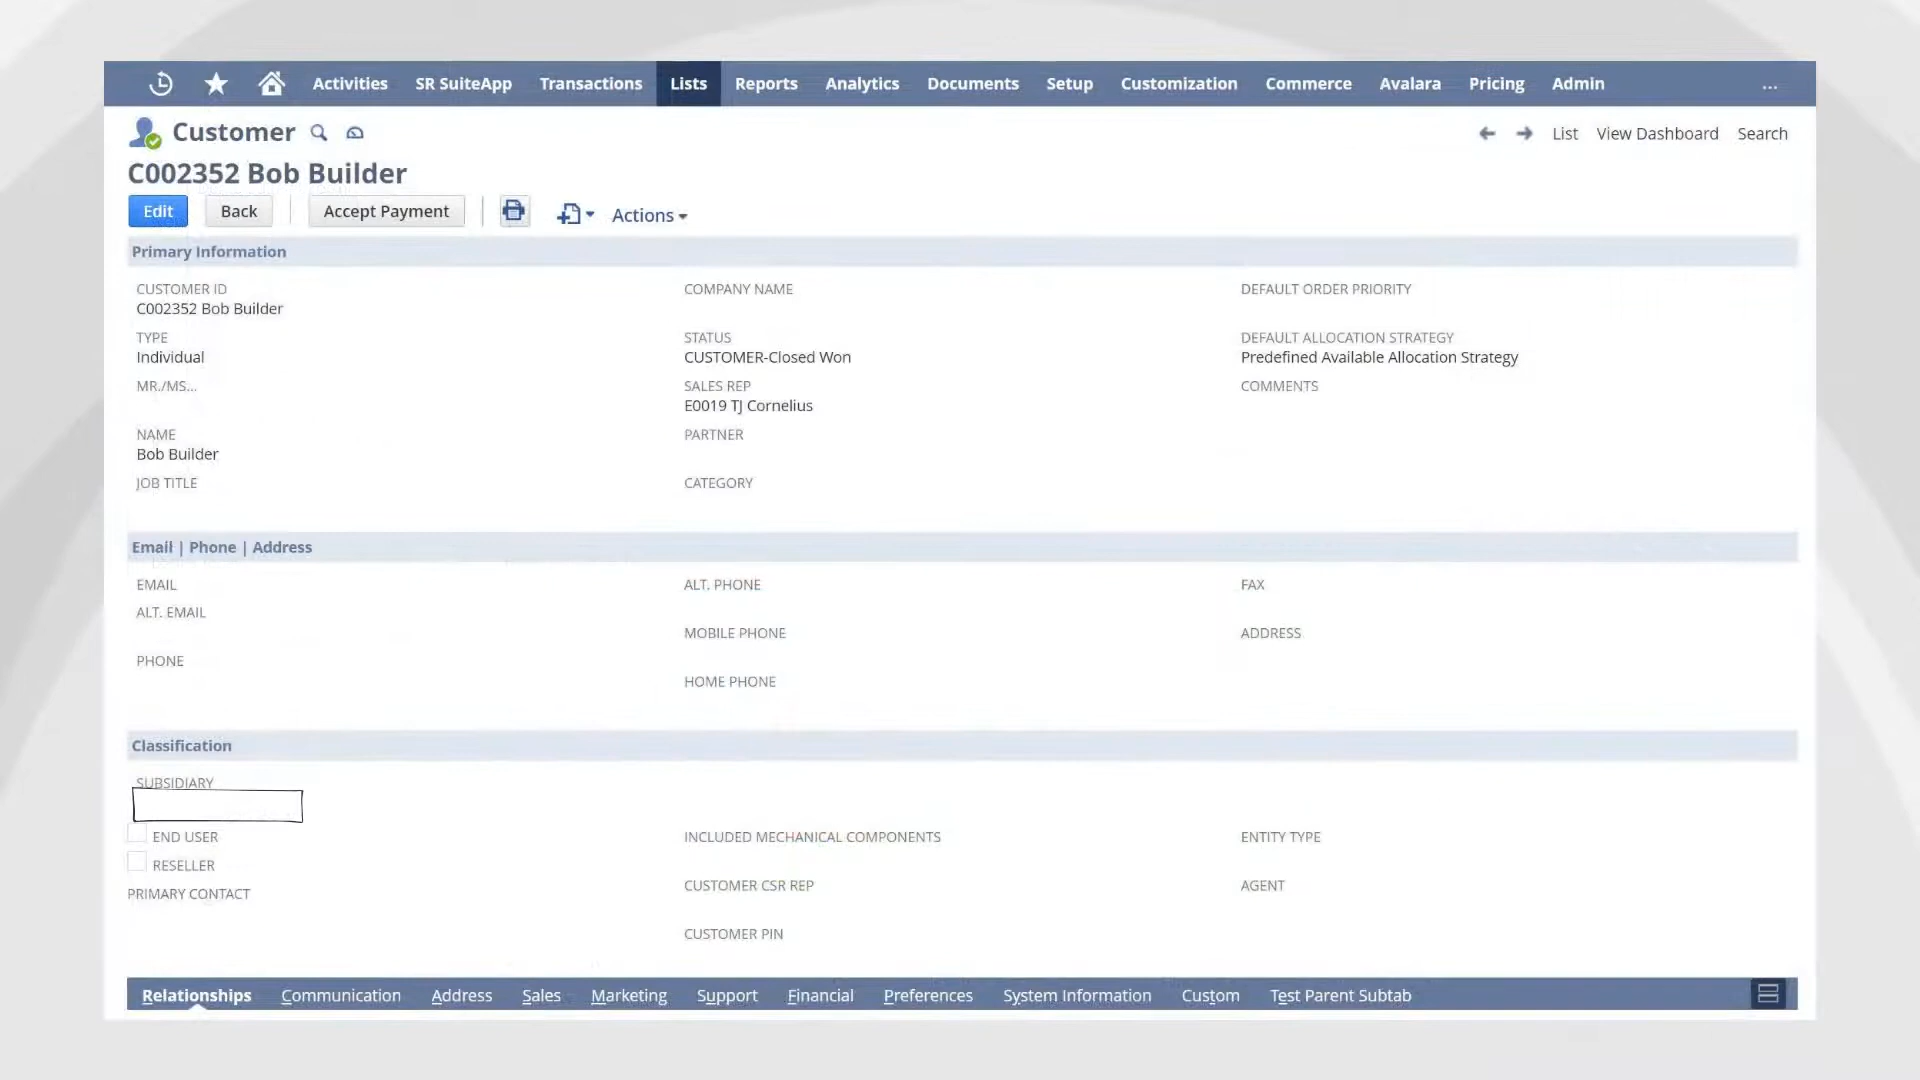 Activities SR SuiteApp Transactions Lists Reports Analytics Documents Setup Customization Commerce Avalara Pricing Admin ...
Customer
List View Dashboard Search
C002352 Bob Builder
Edit Back Accept Payment Actions
Primary Information
CUSTOMER ID COMPANY NAME DEFAULT ORDER PRIORITY
C002352 Bob Builder
TYPE STATUS DEFAULT ALLOCATION STRATEGY
Individual CUSTOMER-Closed Won Predefined Available Allocation Strategy
MR./MS... SALES REP COMMENTS
E0019 TJ Cornelius
NAME PARTNER
Bob Builder
JOB TITLE CATEGORY
Email | Phone | Address
EMAIL ALT. PHONE FAX
ALT. EMAIL
MOBILE PHONE ADDRESS
PHONE
HOME PHONE
Classification
SUBSIDIARY
END USER INCLUDED MECHANICAL COMPONENTS ENTITY TYPE
RESELLER
CUSTOMER CSR REP AGENT
PRIMARY CONTACT
CUSTOMER PIN
Relationships Communication Address Sales Marketing Support Financial Preferences System Information Custom Test Parent Subtab